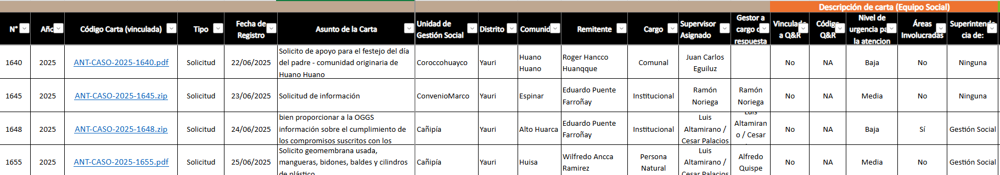 Descripción de carta (Equipo Social)
N° Año Código Carta (vinculada) Tipo Fecha de Registro Asunto de la Carta Unidad de Gestión Social Distrito Comunid Remitente Cargo Supervisor Asignado Gestor a cargo respuesta Vinculad a Q&R Códig Q&R Nivel de urgencia pa la atencion Áreas Involucradas Superintend cia de:
1640 2025 ANT-CASO-2025-1640.pdf Solicitud 22/06/2025 Solicito de apoyo para el festejo del día del padre - comunidad originaria de Huano Huano Coroccohuayco Yauri Huano Huano Roger Hancco Huanqque Comunal Juan Carlos Eguiluz No NA Baja No Ninguna
1645 2025 ANT-CASO-2025-1645.zip Solicitud 23/06/2025 Solicitud de información ConvenioMarco Yauri Espinar Eduardo Puente Farroñay Institucional Ramón Noriega Ramón Noriega No NA Media No Ninguna
1648 2025 ANT-CASO-2025-1648.zip Solicitud 24/06/2025 bien proporcionar a la OGGS información sobre el cumplimiento de los compromisos suscritos con los Cañipía Yauri Alto Huarca Eduardo Puente Farroñay Institucional Luis Altamirano / Cesar Palacios Luis Altamiran o / Cesar No NA Baja Sí Gestión Social
1655 2025 ANT-CASO-2025-1655.pdf Solicitud 25/06/2025 Solicito geomembrana usada, mangueras, bidones, baldes y cilindros de plástico Cañipía Yauri Huisa Wilfredo Ancca Ramirez Persona Natural Luis Altamirano / Cesar Palacios Alfredo Quispe No NA Media No Gestión Social